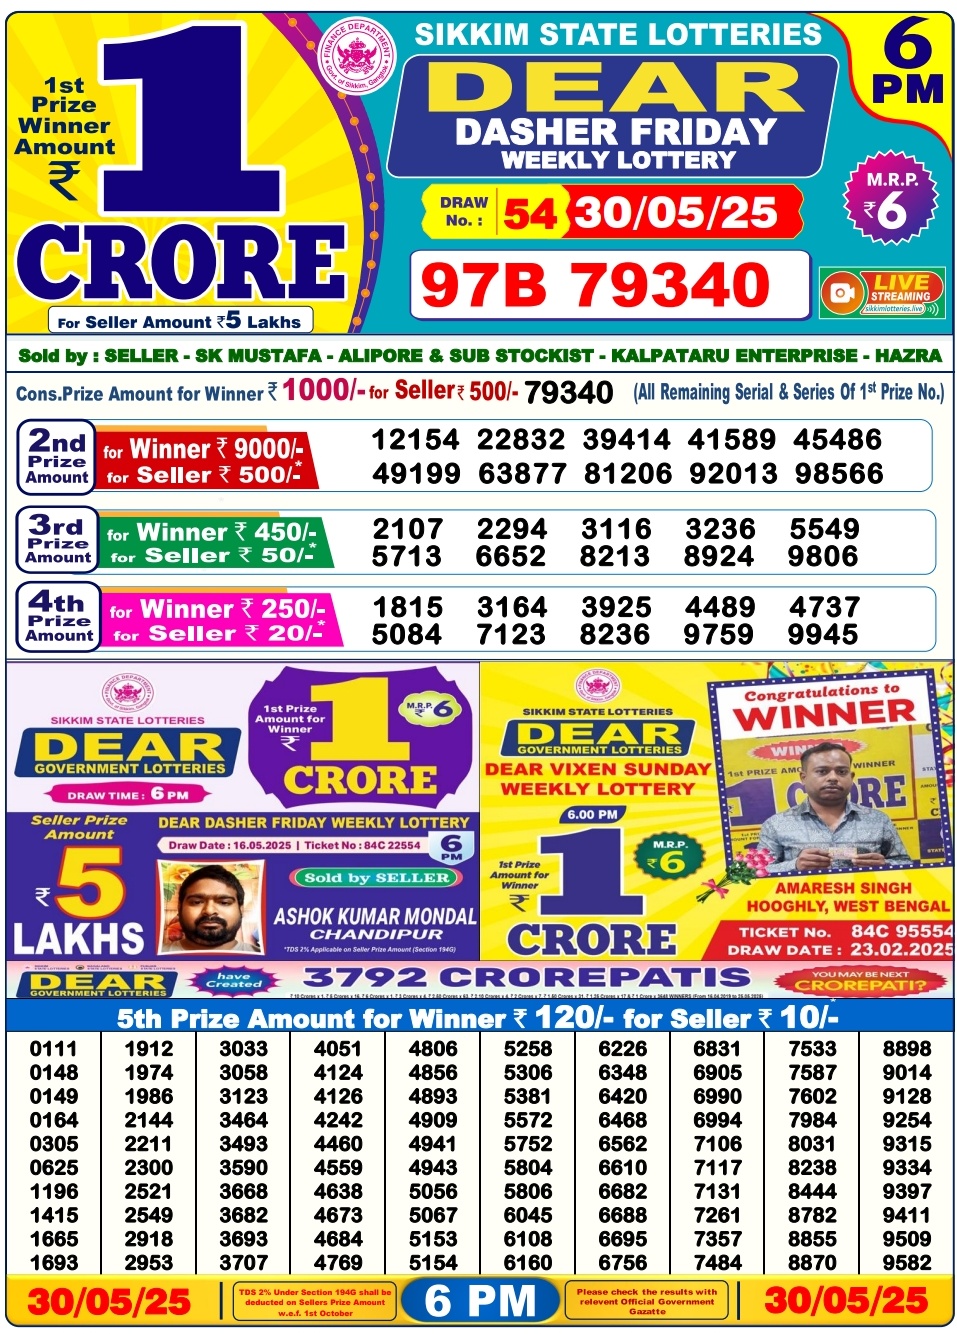 1st
Prize
Winner
Amount
₹
1
CRORE
For Seller Amount ₹5 Lakhs
FINANCE DEPARTMENT
Govt. of Sikkim, Gangtok
SIKKIM STATE LOTTERIES
DEAR
DASHER FRIDAY
WEEKLY LOTTERY
6
PM
DRAW
No. :
54
30/05/25
M.R.P.
₹6
97B 79340
LIVE
STREAMING
sikkimlotteries.live
Sold by : SELLER - SK MUSTAFA - ALIPORE & SUB STOCKIST - KALPATARU ENTERPRISE - HAZRA
Cons.Prize Amount for Winner ₹ 1000/- for Seller ₹ 500/- 79340 (All Remaining Serial & Series Of 1st Prize No.)
2nd
Prize
Amount
for Winner ₹ 9000/-
for Seller ₹ 500/-*
12154 22832 39414 41589 45486
49199 63877 81206 92013 98566
3rd
Prize
Amount
for Winner ₹ 450/-
for Seller ₹ 50/-*
2107 2294 3116 3236 5549
5713 6652 8213 8924 9806
4th
Prize
Amount
for Winner ₹ 250/-
for Seller ₹ 20/-*
1815 3164 3925 4489 4737
5084 7123 8236 9759 9945
SIKKIM STATE LOTTERIES
DEAR
GOVERNMENT LOTTERIES
DRAW TIME : 6 PM
1st Prize
Amount for
Winner
₹
1
CRORE
M.R.P.
₹ 6
Seller Prize
Amount
₹ 5
LAKHS
DEAR DASHER FRIDAY WEEKLY LOTTERY
Draw Date : 16.05.2025 | Ticket No : 84C 22554
6
PM
Sold by SELLER
ASHOK KUMAR MONDAL
CHANDIPUR
*TDS 2% Applicable on Seller Prize Amount (Section 194G)
SIKKIM STATE LOTTERIES
DEAR
GOVERNMENT LOTTERIES
DEAR VIXEN SUNDAY
WEEKLY LOTTERY
6.00 PM
1st Prize
Amount for
Winner
₹
1
CRORE
M.R.P.
₹ 6
Congratulations to
WINNER
AMARESH SINGH
HOOGHLY, WEST BENGAL
TICKET No. 84C 95554
DRAW DATE : 23.02.2025
DEAR
GOVERNMENT LOTTERIES
have
Created
3792 CROREPATIS
YOU MAY BE NEXT
CROREPATI?
5th Prize Amount for Winner ₹ 120/- for Seller ₹ 10/-*
0111 1912 3033 4051 4806 5258 6226 6831 7533 8898
0148 1974 3058 4124 4856 5306 6348 6905 7587 9014
0149 1986 3123 4126 4893 5381 6420 6990 7602 9128
0164 2144 3464 4242 4909 5572 6468 6994 7984 9254
0305 2211 3493 4460 4941 5752 6562 7106 8031 9315
0625 2300 3590 4559 4943 5804 6610 7117 8238 9334
1196 2521 3668 4638 5056 5806 6682 7131 8444 9397
1415 2549 3682 4673 5067 6045 6688 7261 8782 9411
1665 2918 3693 4684 5153 6108 6695 7357 8855 9509
1693 2953 3707 4769 5154 6160 6756 7484 8870 9582
30/05/25
TDS 2% Under Section 194G shall be
deducted on Sellers Prize Amount
w.e.f. 1st October
6 PM
Please check the results with
relevent Official Government
Gazatte
30/05/25